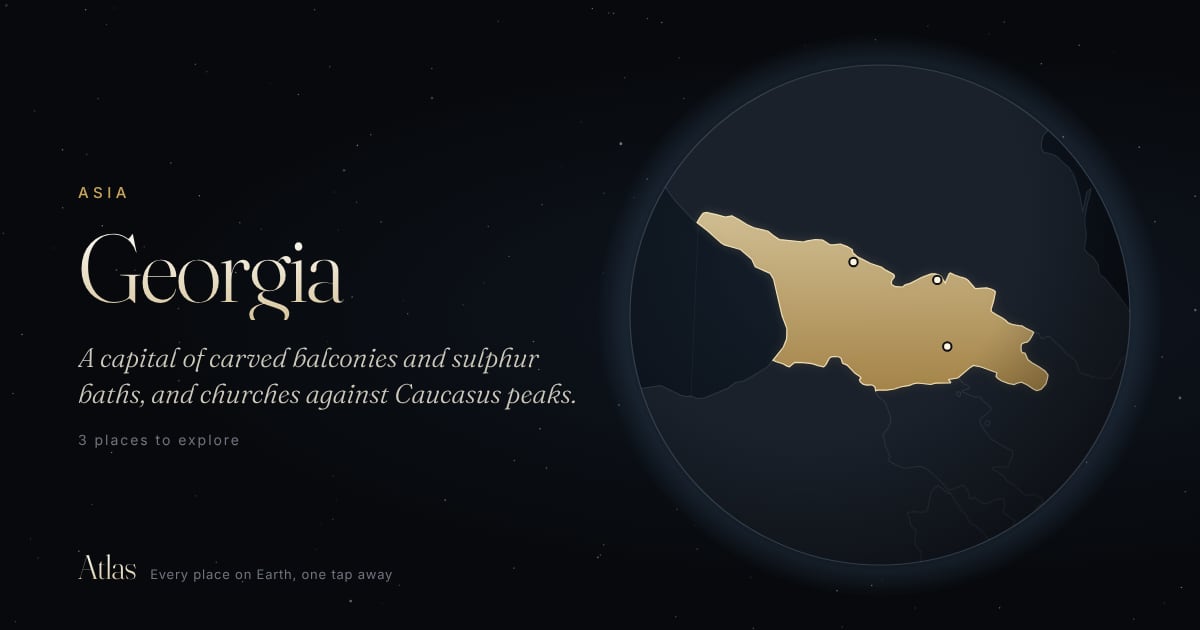 ASIA
Georgia
A capital of carved balconies and sulphur
baths, and churches against Caucasus peaks.
3 places to explore
Atlas Every place on Earth, one tap away